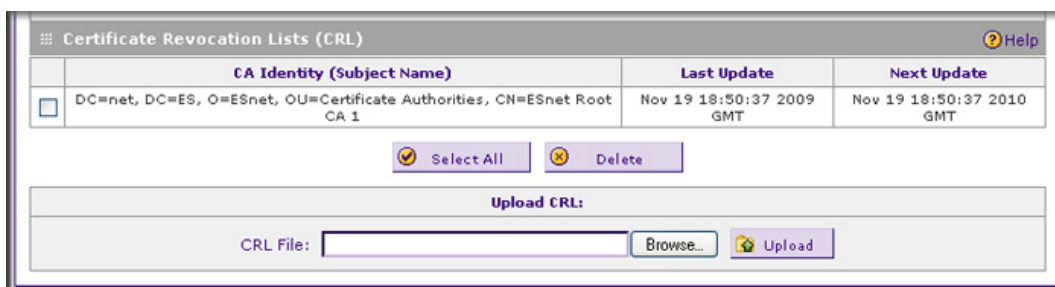 Certificate Revocation Lists (CRL)
Help
CA Identity (Subject Name)
Last Update
Next Update
DC=net, DC=ES, O=ESnet, OU=Certificate Authorities, CN=ESnet Root
CA 1
Nov 19 18:50:37 2009
GMT
Nov 19 18:50:37 2010
GMT
Select All
Delete
Upload CRL:
CRL File:
Browse...
Upload